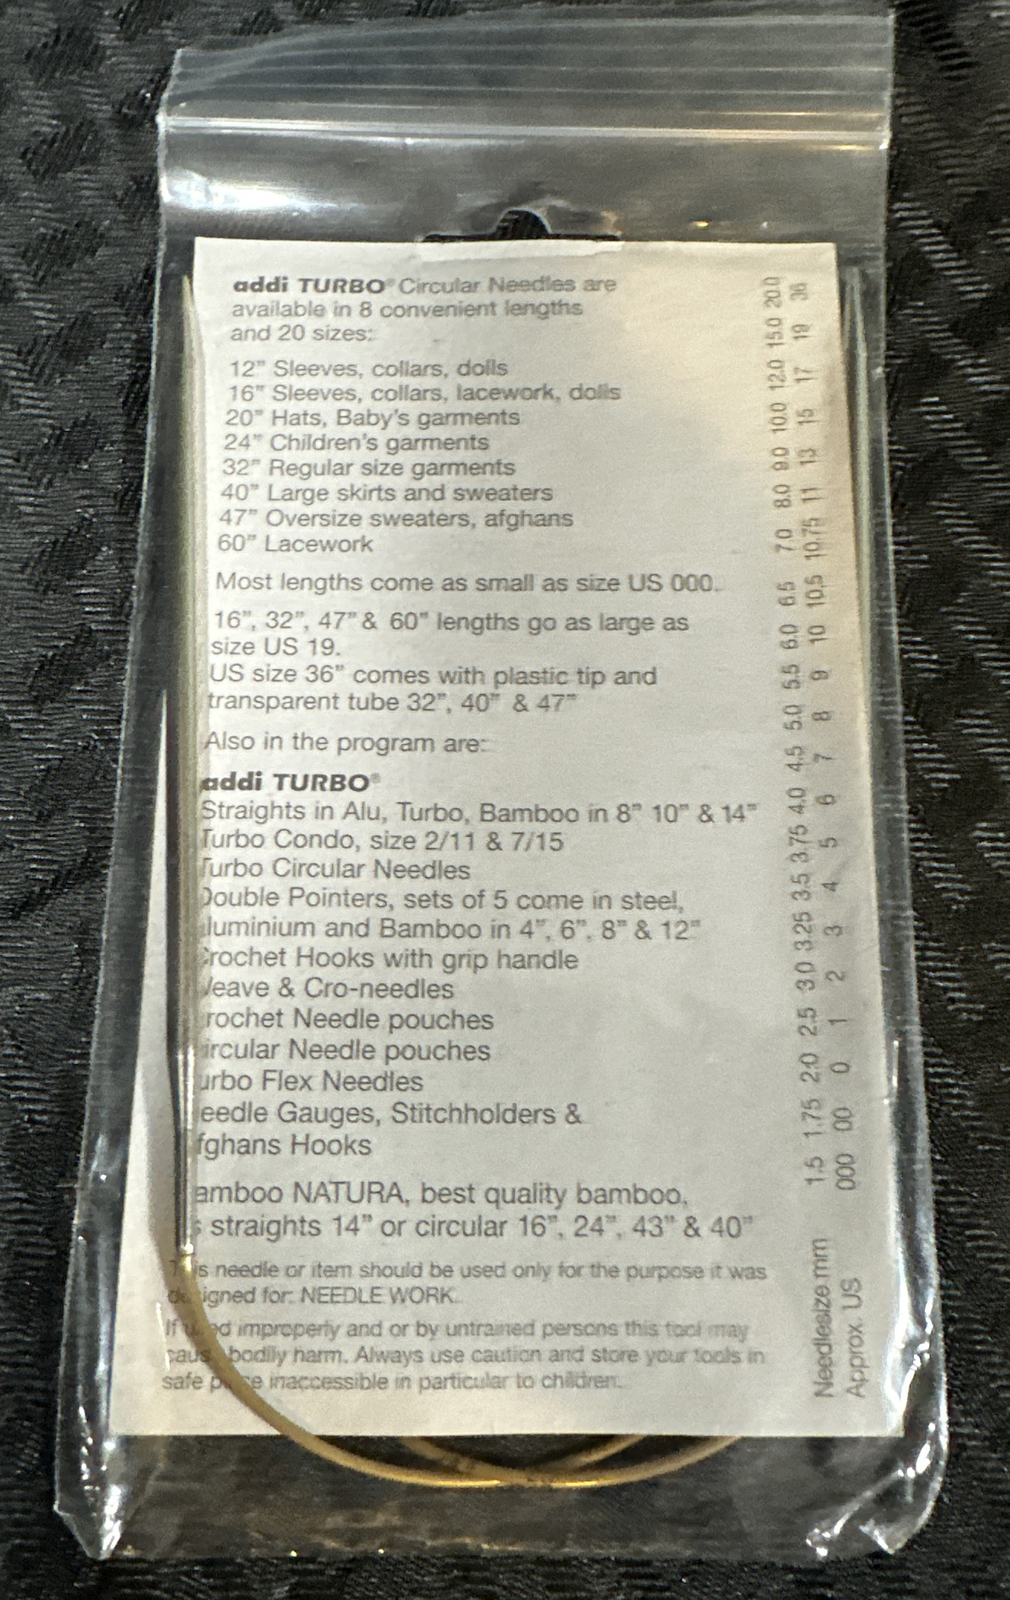 addi TURBO® Circular Needles are
available in 8 convenient lengths
and 20 sizes:
12” Sleeves, collars, dolls
16” Sleeves, collars, lacework, dolls
20” Hats, Baby's garments
24” Children's garments
32” Regular size garments
40” Large skirts and sweaters
47” Oversize sweaters, afghans
60” Lacework
Most lengths come as small as size US 000.
16”, 32”, 47” & 60” lengths go as large as
size US 19.
US size 36” comes with plastic tip and
transparent tube 32”, 40” & 47”
Also in the program are:
addi TURBO®
Straights in Alu, Turbo, Bamboo in 8” 10” & 14”
Turbo Condo, size 2/11 & 7/15
Turbo Circular Needles
Double Pointers, sets of 5 come in steel,
luminium and Bamboo in 4”, 6”, 8” & 12”
Crochet Hooks with grip handle
eave & Cro-needles
rochet Needle pouches
ircular Needle pouches
urbo Flex Needles
eedle Gauges, Stitchholders &
fghans Hooks
amboo NATURA, best quality bamboo,
s straights 14” or circular 16”, 24”, 43” & 40”
is needle or item should be used only for the purpose it was
igned for: NEEDLE WORK.
If ed improperly and or by untrained persons this tool may
caus bodily harm. Always use caution and store your tools in
safe p e inaccessible in particular to children.
Needlesize mm 1.5 1.75 2.0 2.5 3.0 3.25 3.5 3.75 4.0 4.5 5.0 5.5 6.0 6.5 7.0 8.0 9.0 10.0 12.0 15.0 20.0
Approx. US 000 00 0 1 2 3 4 5 6 7 8 9 10 10.5 10.75 11 13 15 17 19 36